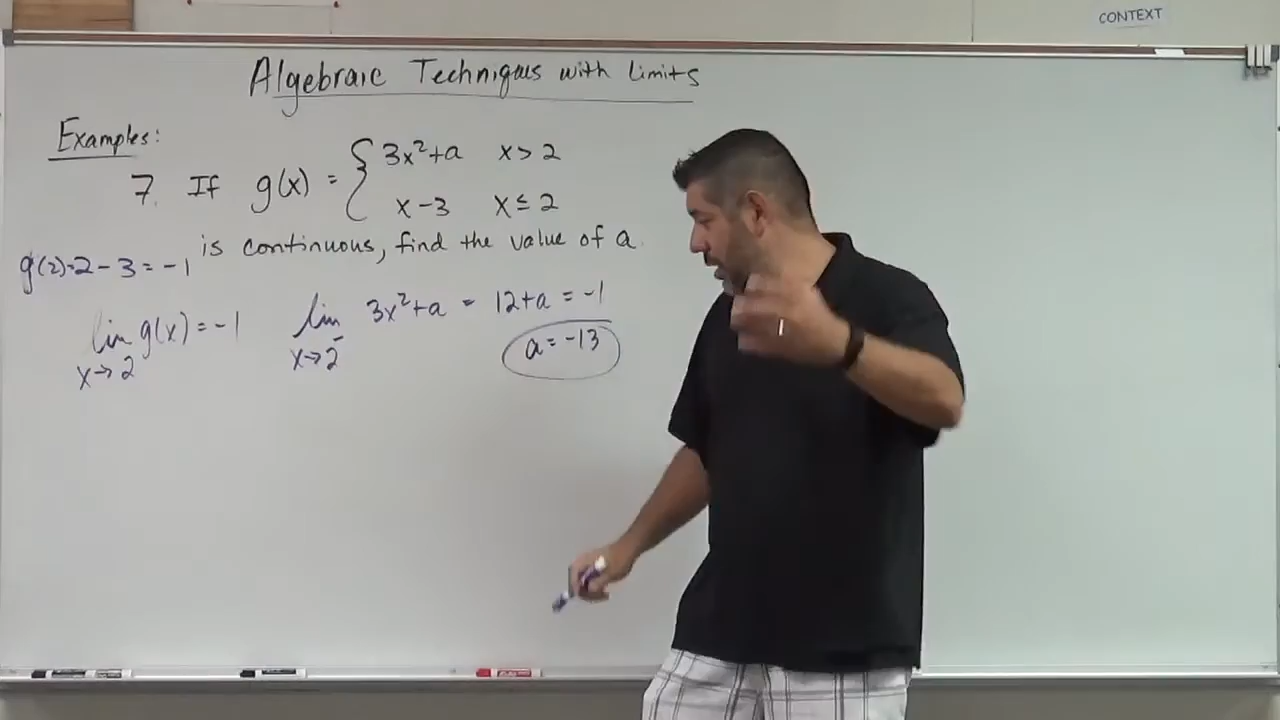 CONTEXT
Algebraic Techniques with Limits
Examples:
7. If g(x) = { 3x²+a x > 2
x - 3 x ≤ 2
is continuous, find the value of a.
g(2)=2-3=-1
lim g(x) = -1 lim 3x²+a = 12+a = -1
x→2 x→2⁻ a = -13